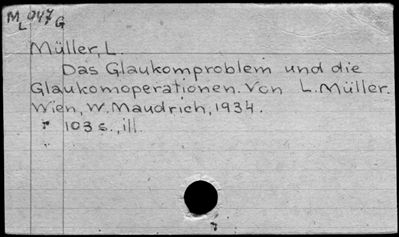 M 047
L G
Müller, L.
Das Glaukomproblem und die
Glaukomoperationen. Von L. Müller.
Wien, W. Maudrich, 1934.
103 s., ill.